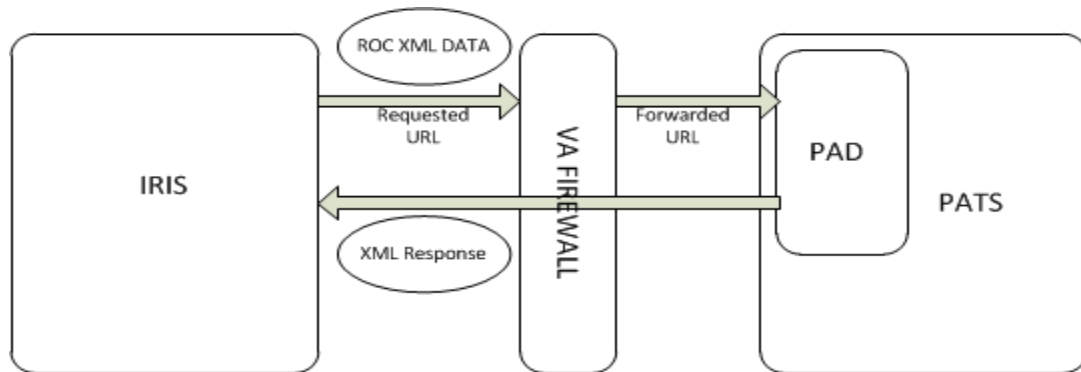 ROC XML DATA
Requested
URL
Forwarded
URL
IRIS
VA FIREWALL
PAD
PATS
XML Response